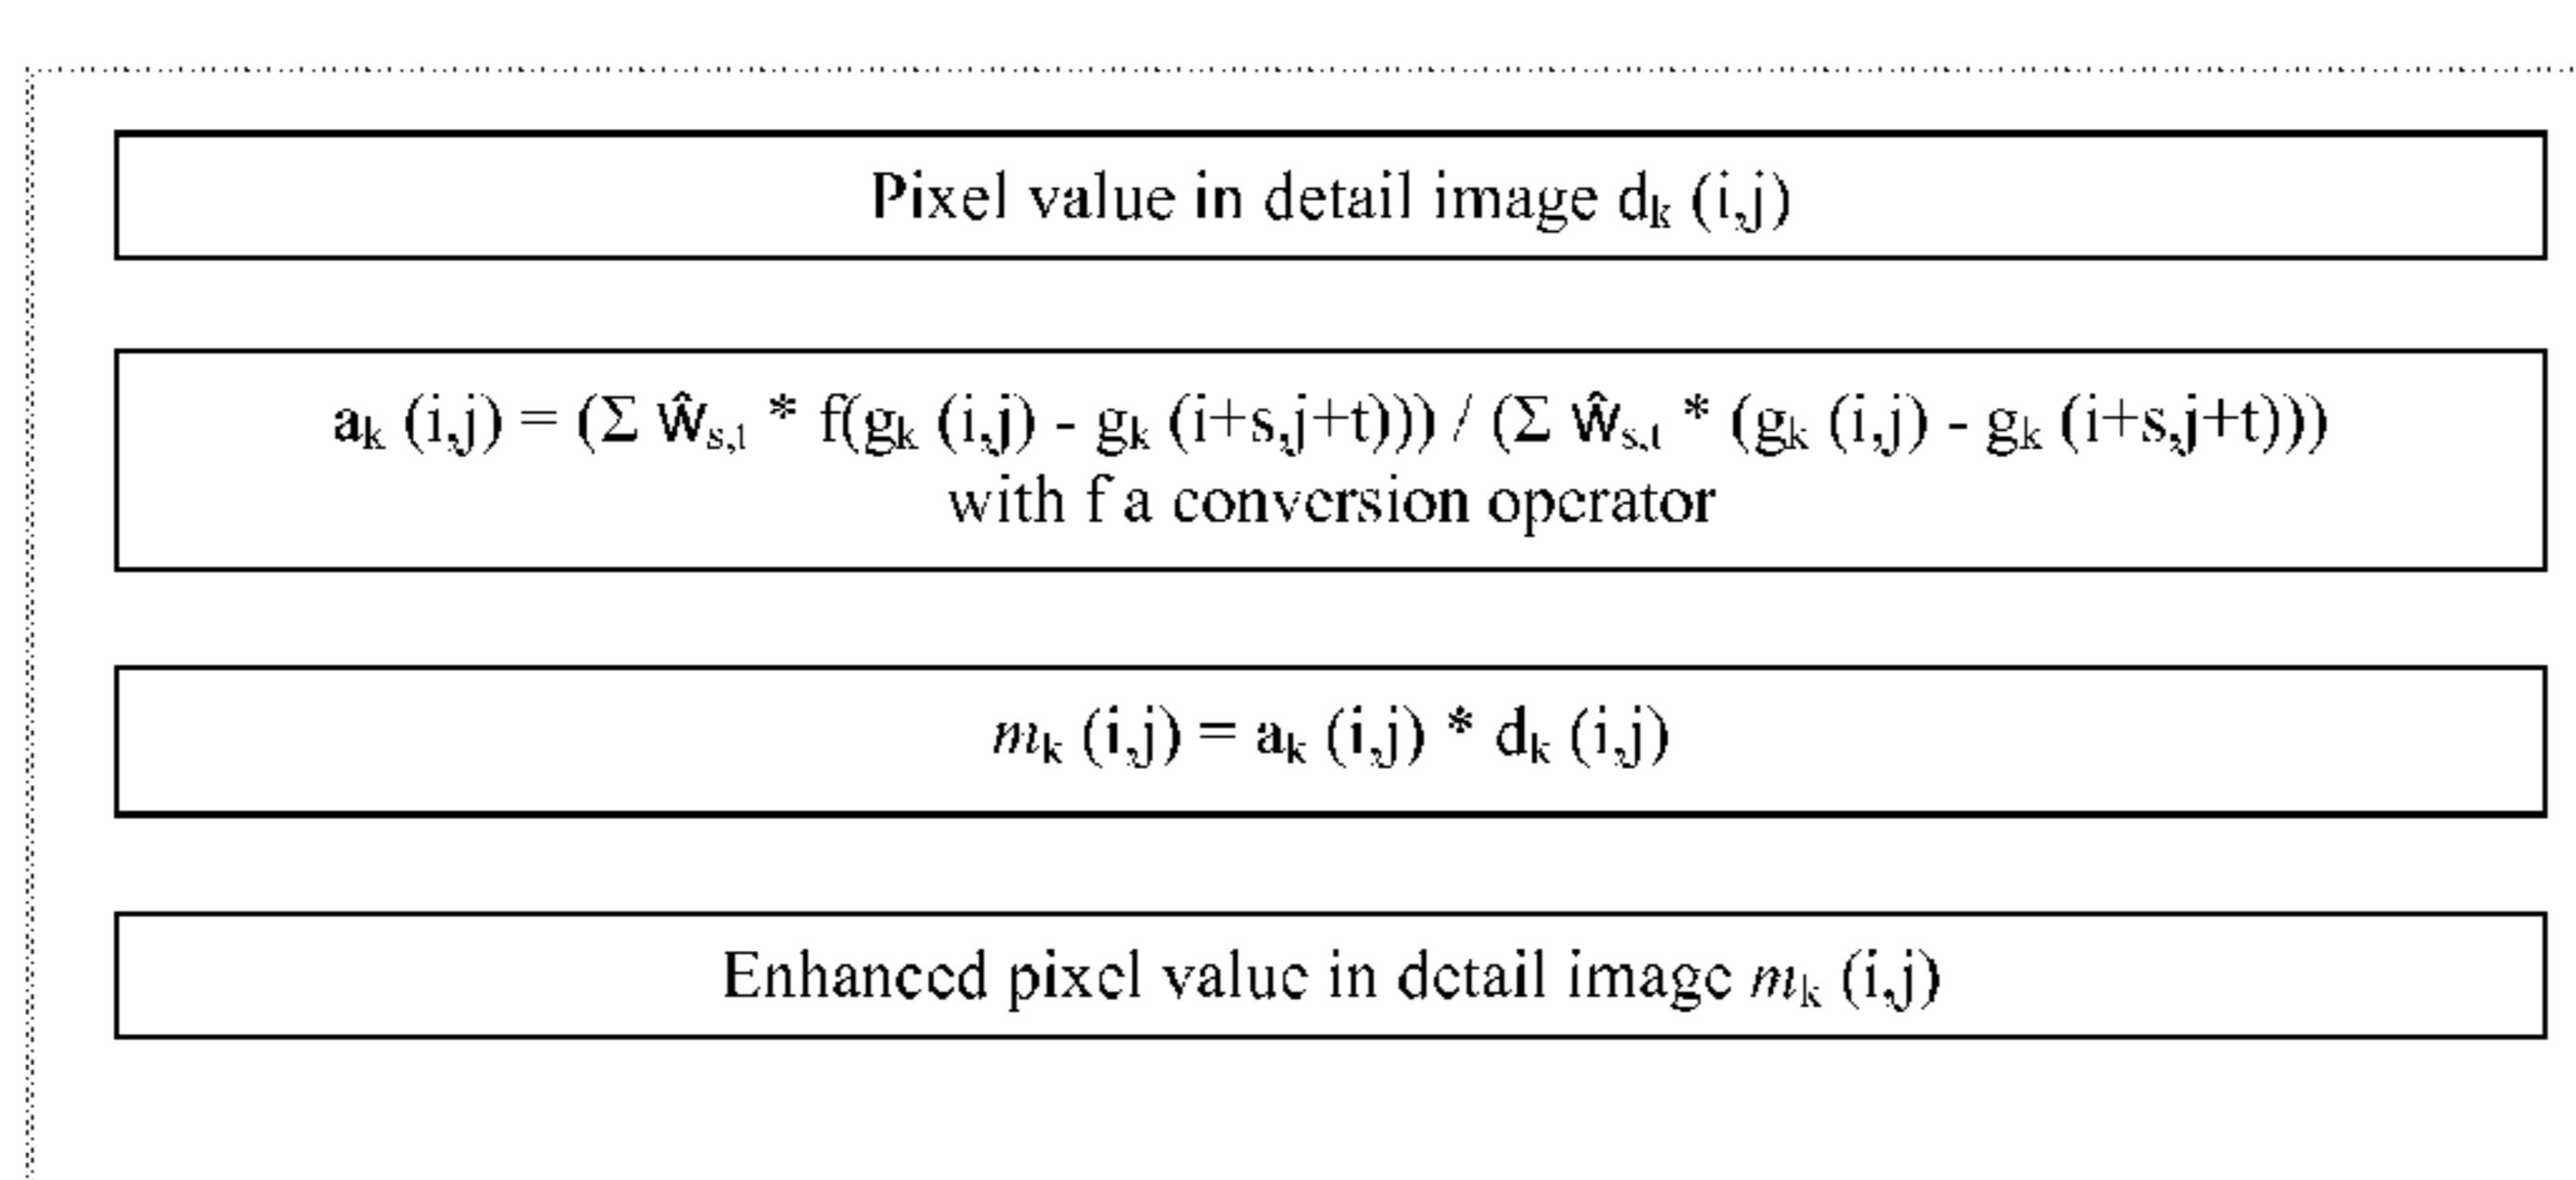 Pixel value in detail image dₖ (i,j)
aₖ (i,j) = (Σ ŵₛ,ₜ * f(gₖ (i,j) - gₖ (i+s,j+t))) / (Σ ŵₛ,ₜ * (gₖ (i,j) - gₖ (i+s,j+t)))
with f a conversion operator
mₖ (i,j) = aₖ (i,j) * dₖ (i,j)
Enhanced pixel value in detail image mₖ (i,j)